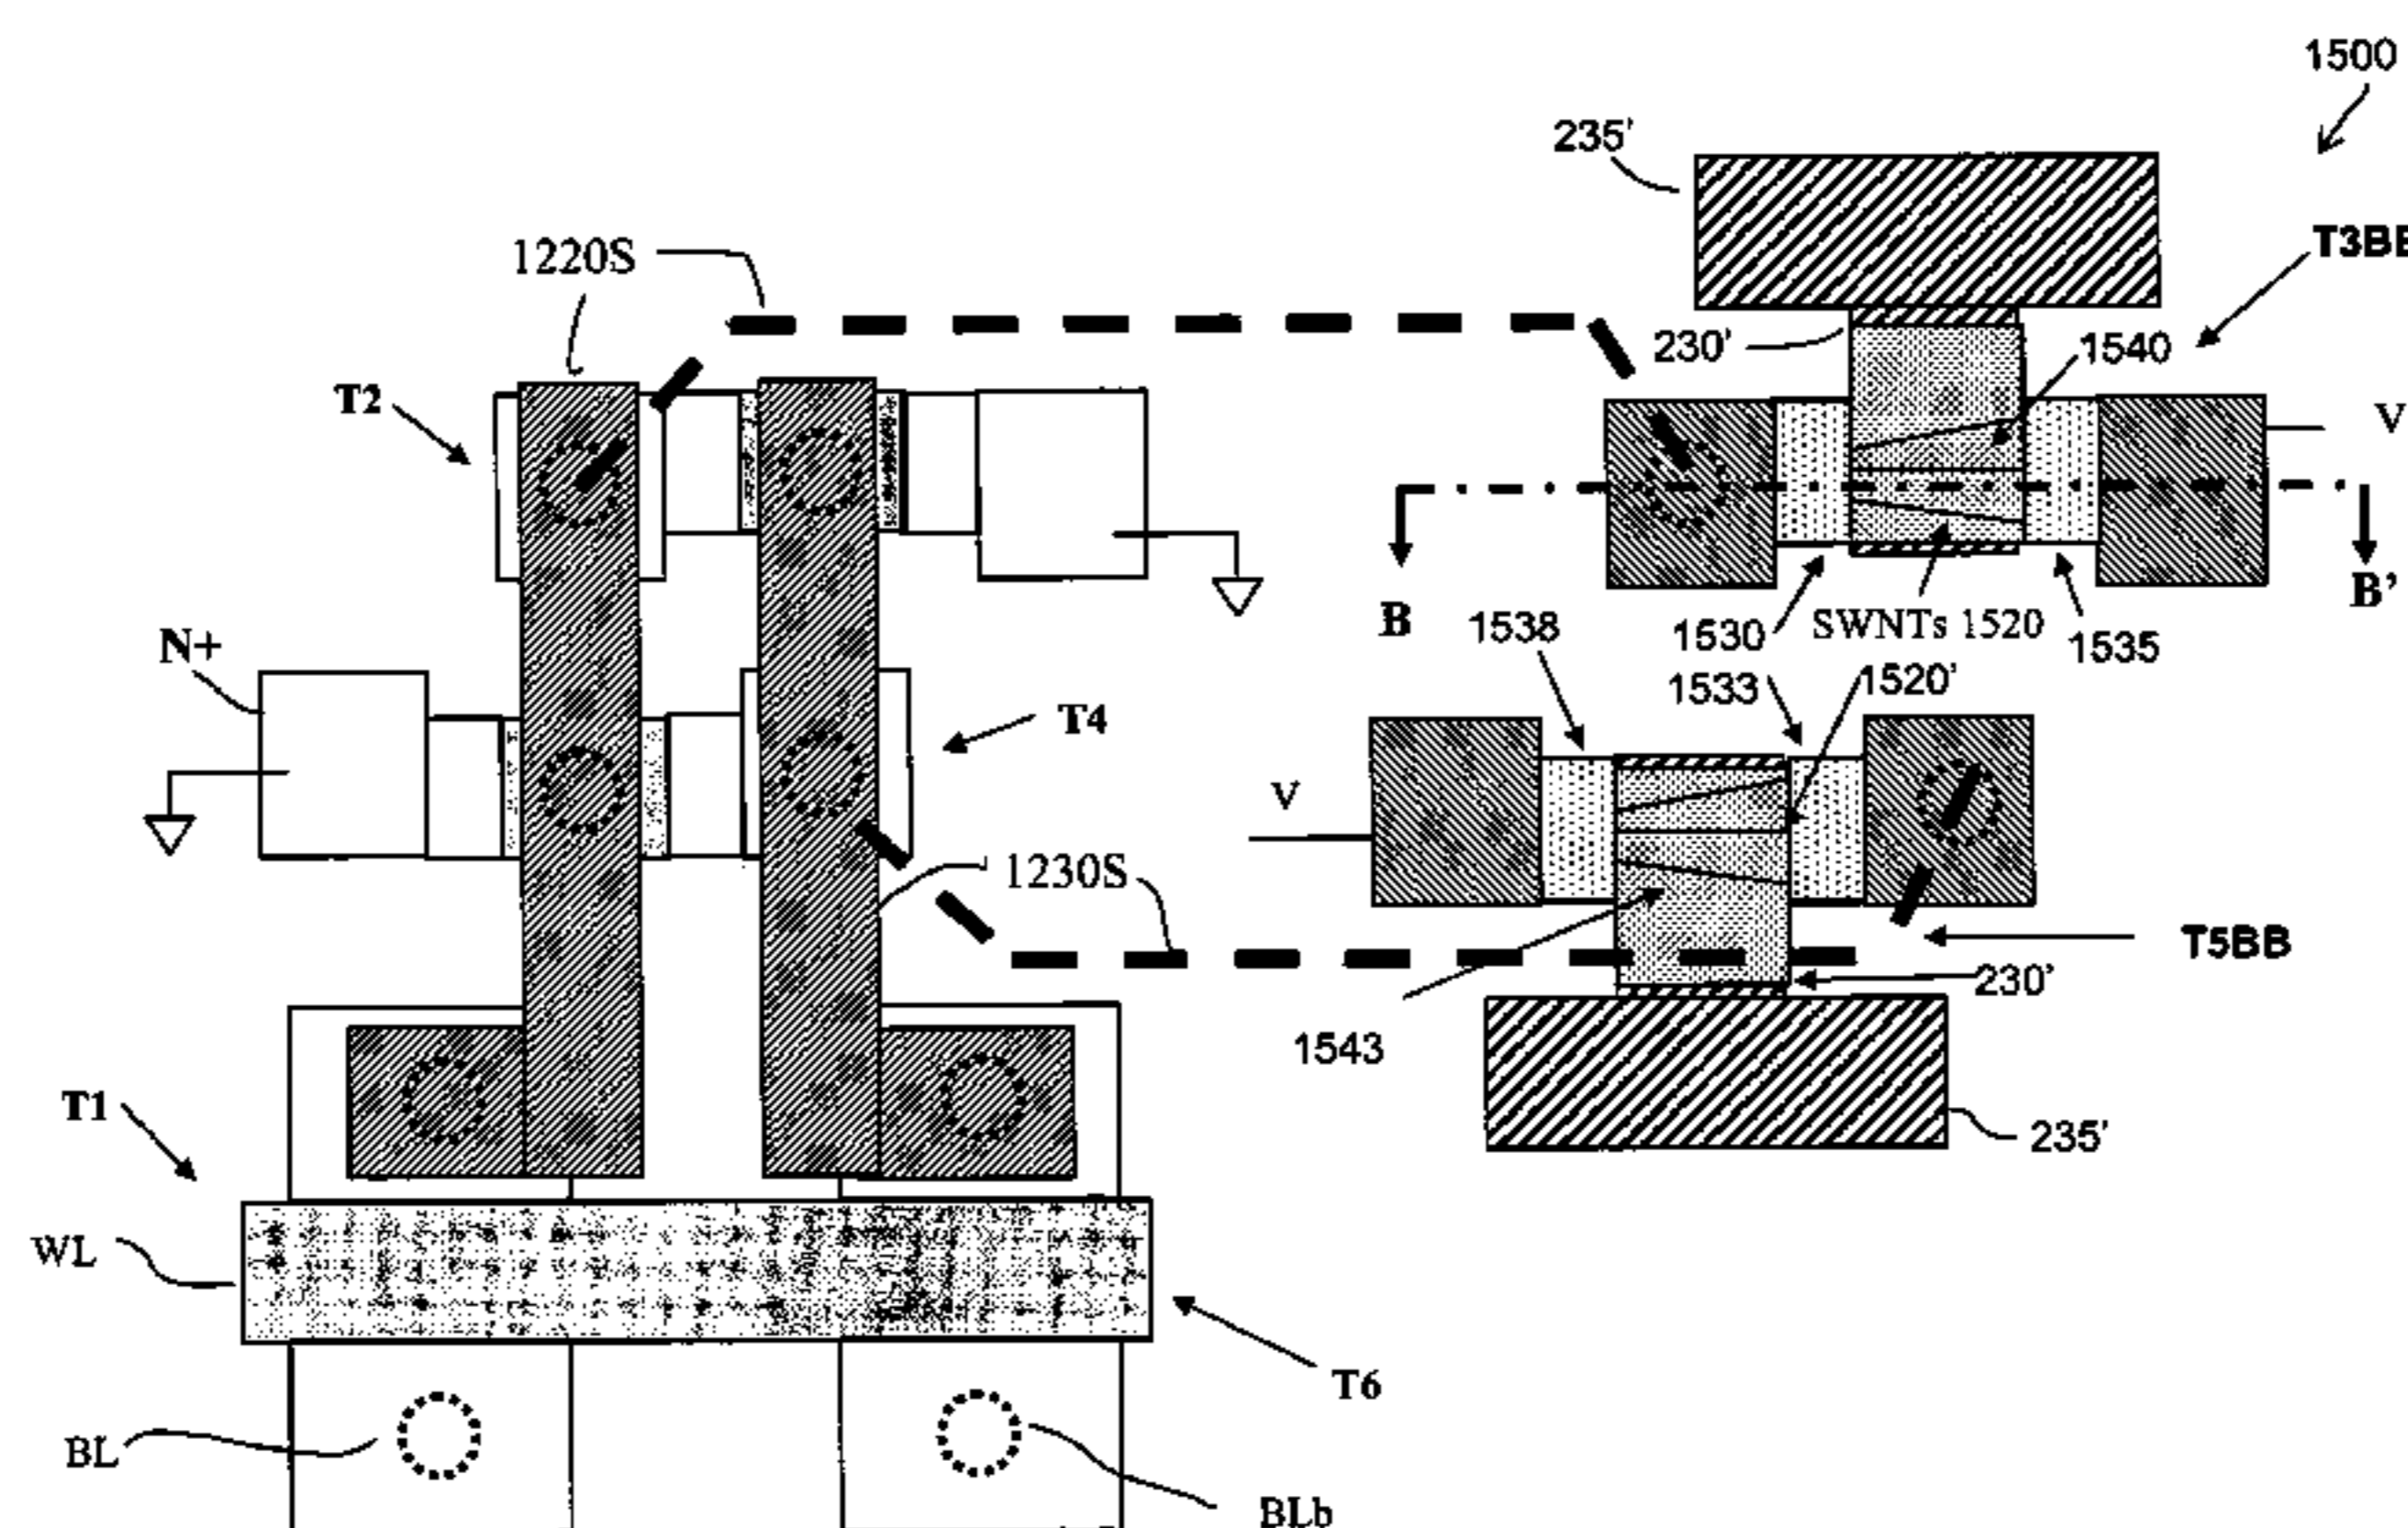 1500
235'
T3BB
1220S
230'
1540
T2
V
B
B'
1538
1530
SWNTs 1520
1535
N+
1533
1520'
T4
V
1230S
T5BB
230'
1543
T1
235'
WL
T6
BL
BLb